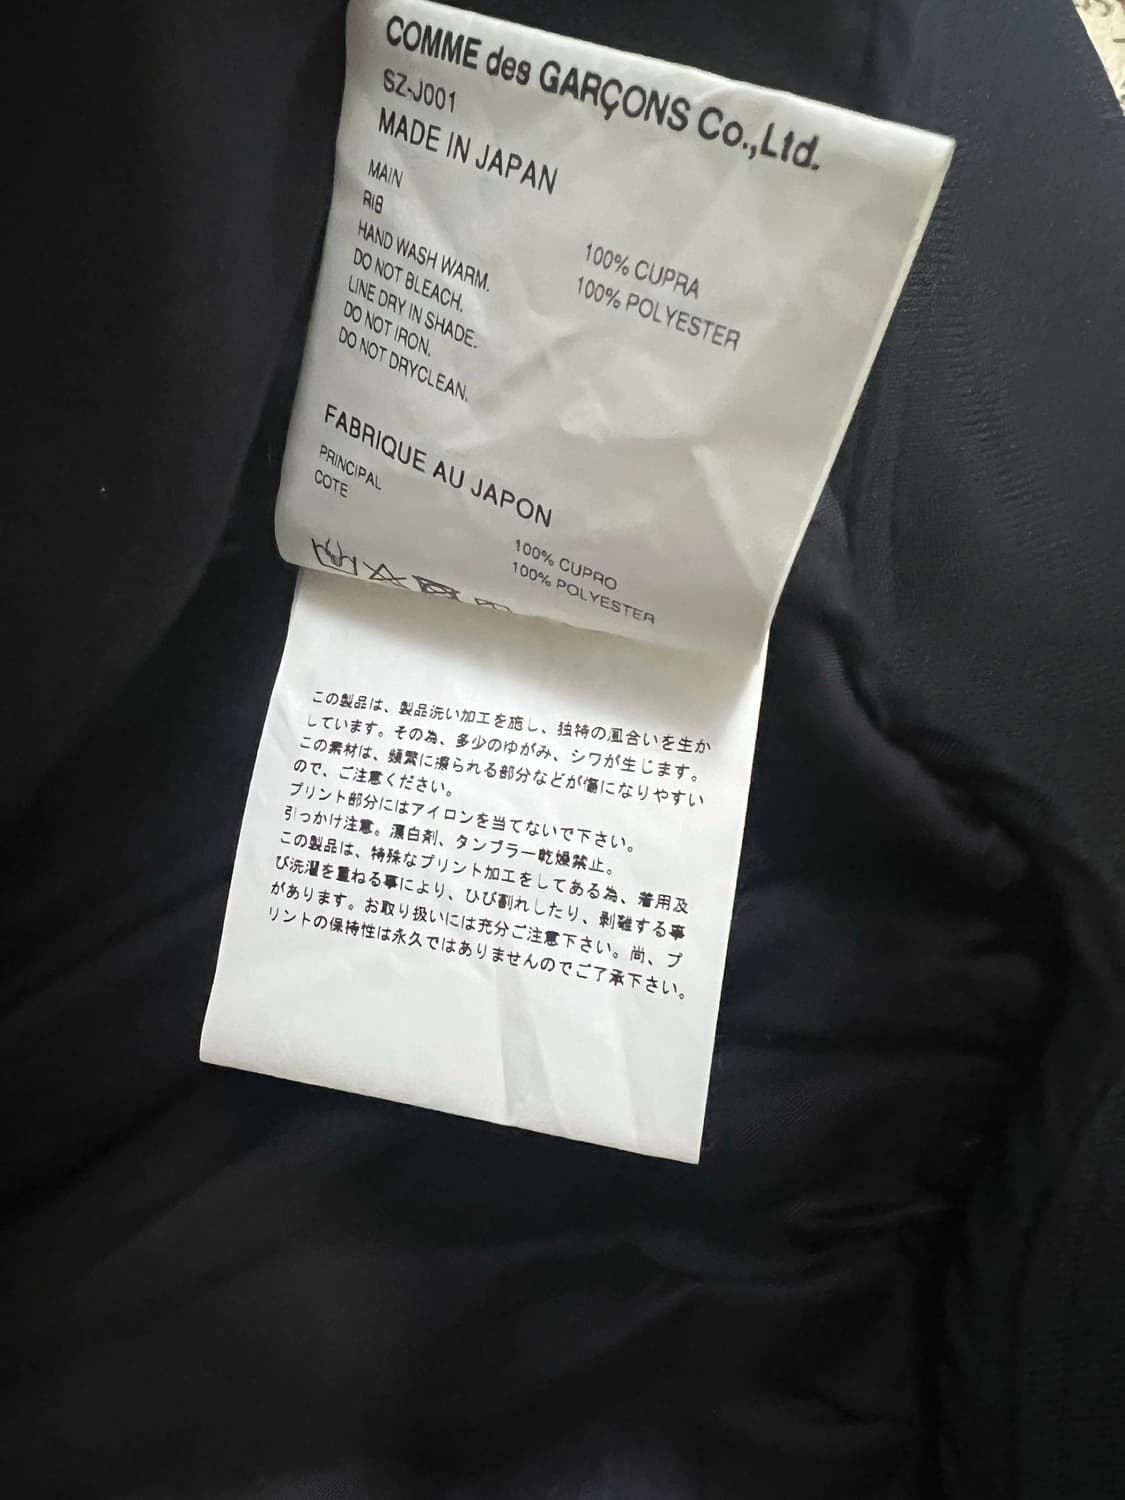 COMME des GARÇONS Co.,Ltd.
SZ-J001
MADE IN JAPAN
MAIN 100% CUPRA
RIB 100% POLYESTER
HAND WASH WARM.
DO NOT BLEACH.
LINE DRY IN SHADE.
DO NOT IRON.
DO NOT DRYCLEAN.
FABRIQUE AU JAPON
PRINCIPAL 100% CUPRO
COTE 100% POLYESTER
この製品は、製品洗い加工を施し、独特の風合いを生か
しています。その為、多少のゆがみ、シワが生じます。
この素材は、頻繁に擦られる部分などが傷になりやすい
ので、ご注意ください。
プリント部分にはアイロンを当てないで下さい。
引っかけ注意。漂白剤、タンブラー乾燥禁止。
この製品は、特殊なプリント加工をしてある為、着用及
び洗濯を重ねる事により、ひび割れしたり、剥離する事
があります。お取り扱いには充分ご注意下さい。尚、プ
リントの保持性は永久ではありませんのでご了承下さい。